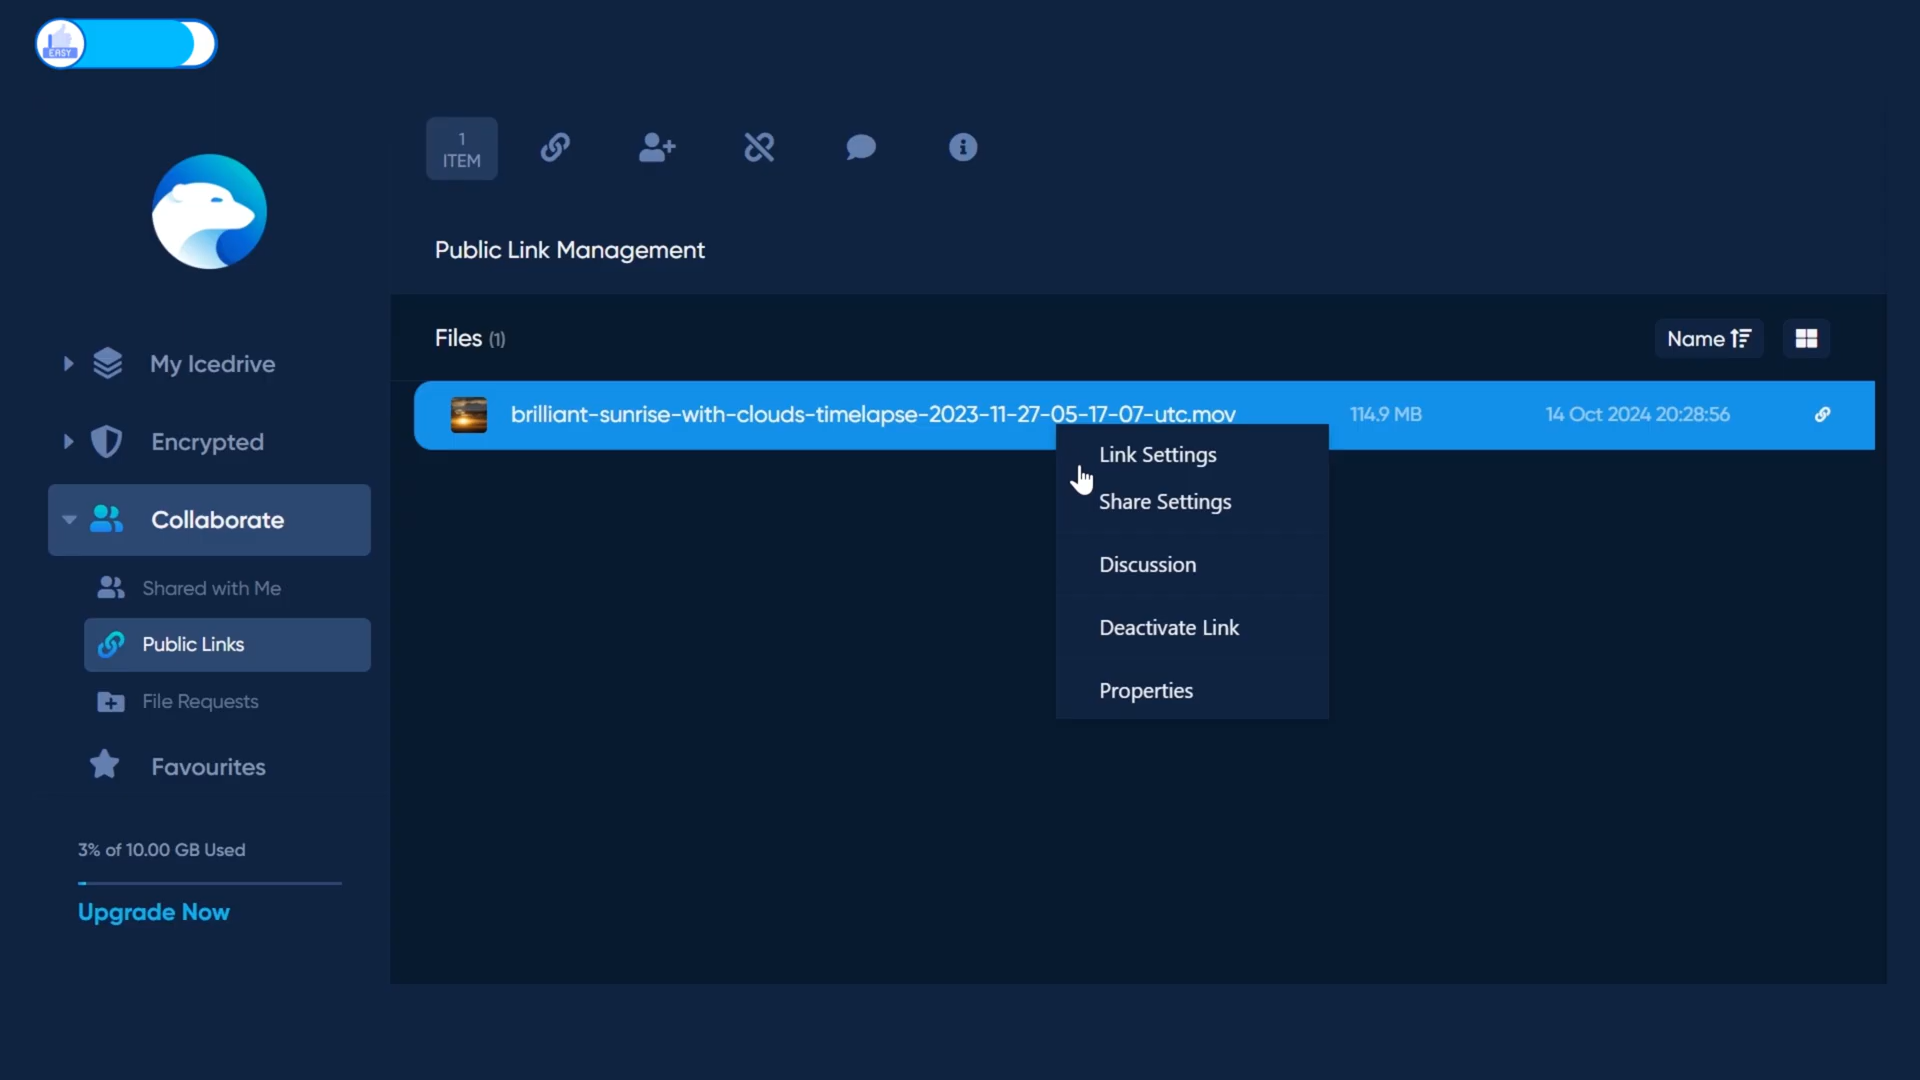 EASY
1
ITEM
Public Link Management
Files (1)
Name
brilliant-sunrise-with-clouds-timelapse-2023-11-27-05-17-07-utc.mov 114.9 MB 14 Oct 2024 20:28:56
Link Settings
Share Settings
Discussion
Deactivate Link
Properties
My Icedrive
Encrypted
Collaborate
Shared with Me
Public Links
File Requests
Favourites
3% of 10.00 GB Used
Upgrade Now